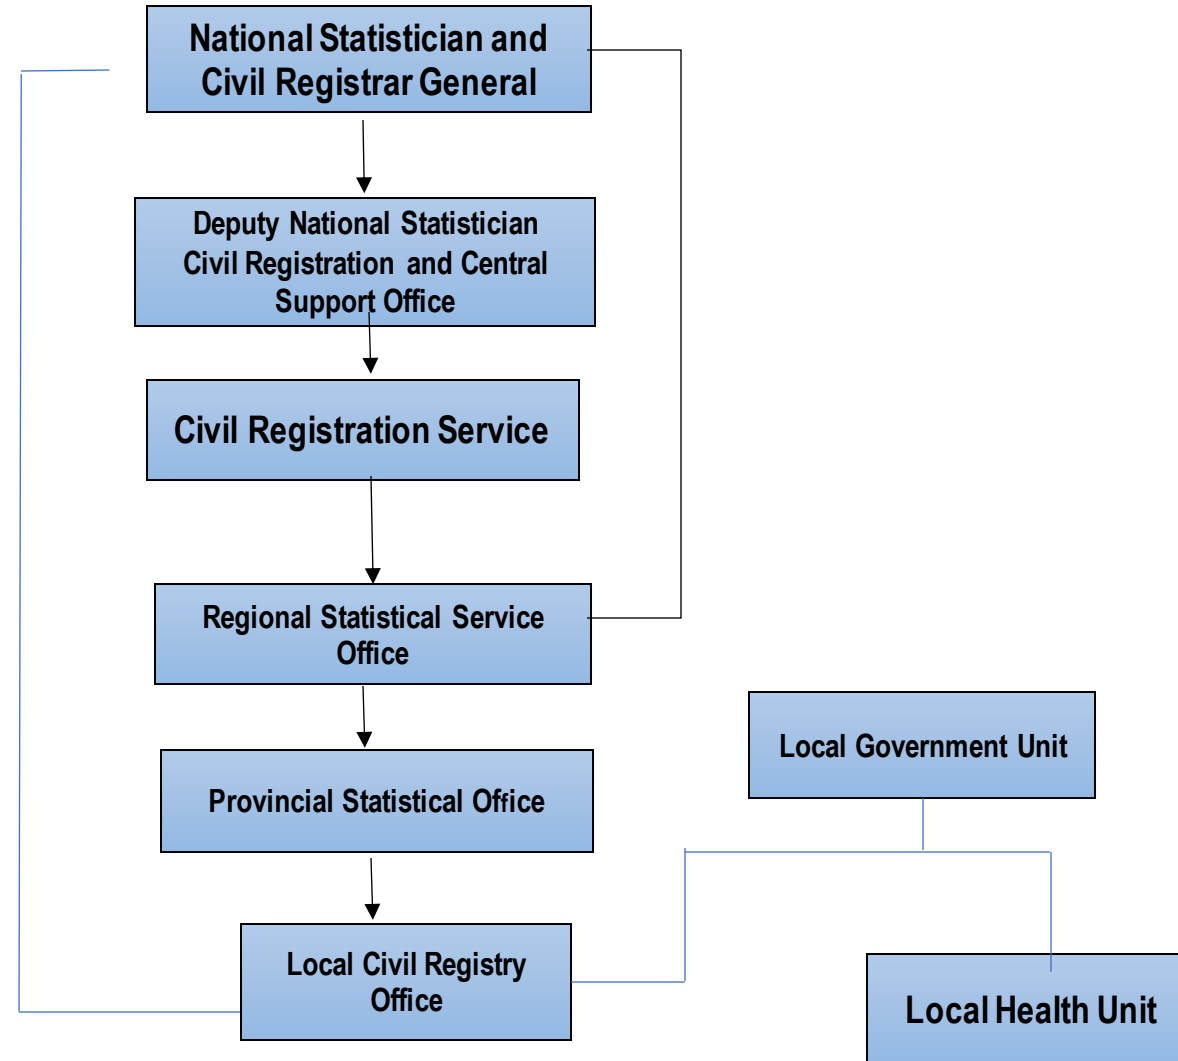 National Statistician and
Civil Registrar General
Deputy National Statistician
Civil Registration and Central
Support Office
Civil Registration Service
Regional Statistical Service
Office
Provincial Statistical Office
Local Government Unit
Local Civil Registry
Office
Local Health Unit